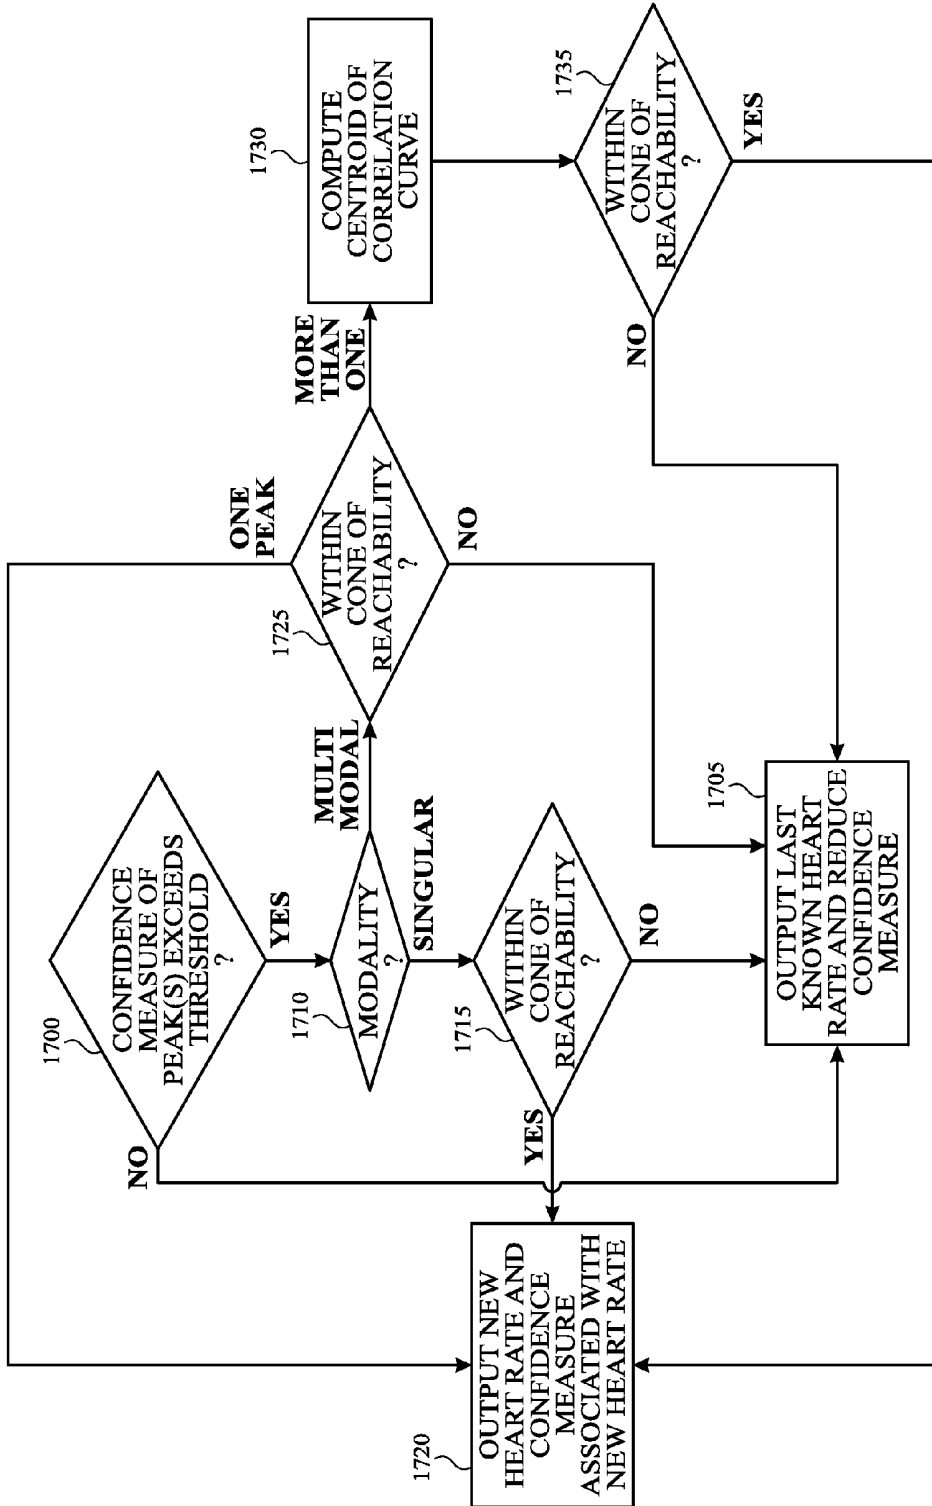 1700
CONFIDENCE
MEASURE OF
PEAK(S) EXCEEDS
THRESHOLD
?
NO
YES
1710
MODALITY
?
MULTI
MODAL
SINGULAR
1715
WITHIN
CONE OF
REACHABILITY
?
YES
NO
1725
WITHIN
CONE OF
REACHABILITY
?
ONE
PEAK
MORE
THAN
ONE
NO
1730
COMPUTE
CENTROID OF
CORRELATION
CURVE
1735
WITHIN
CONE OF
REACHABILITY
?
NO
YES
1720
OUTPUT NEW
HEART RATE AND
CONFIDENCE
MEASURE
ASSOCIATED WITH
NEW HEART RATE
1705
OUTPUT LAST
KNOWN HEART
RATE AND REDUCE
CONFIDENCE
MEASURE